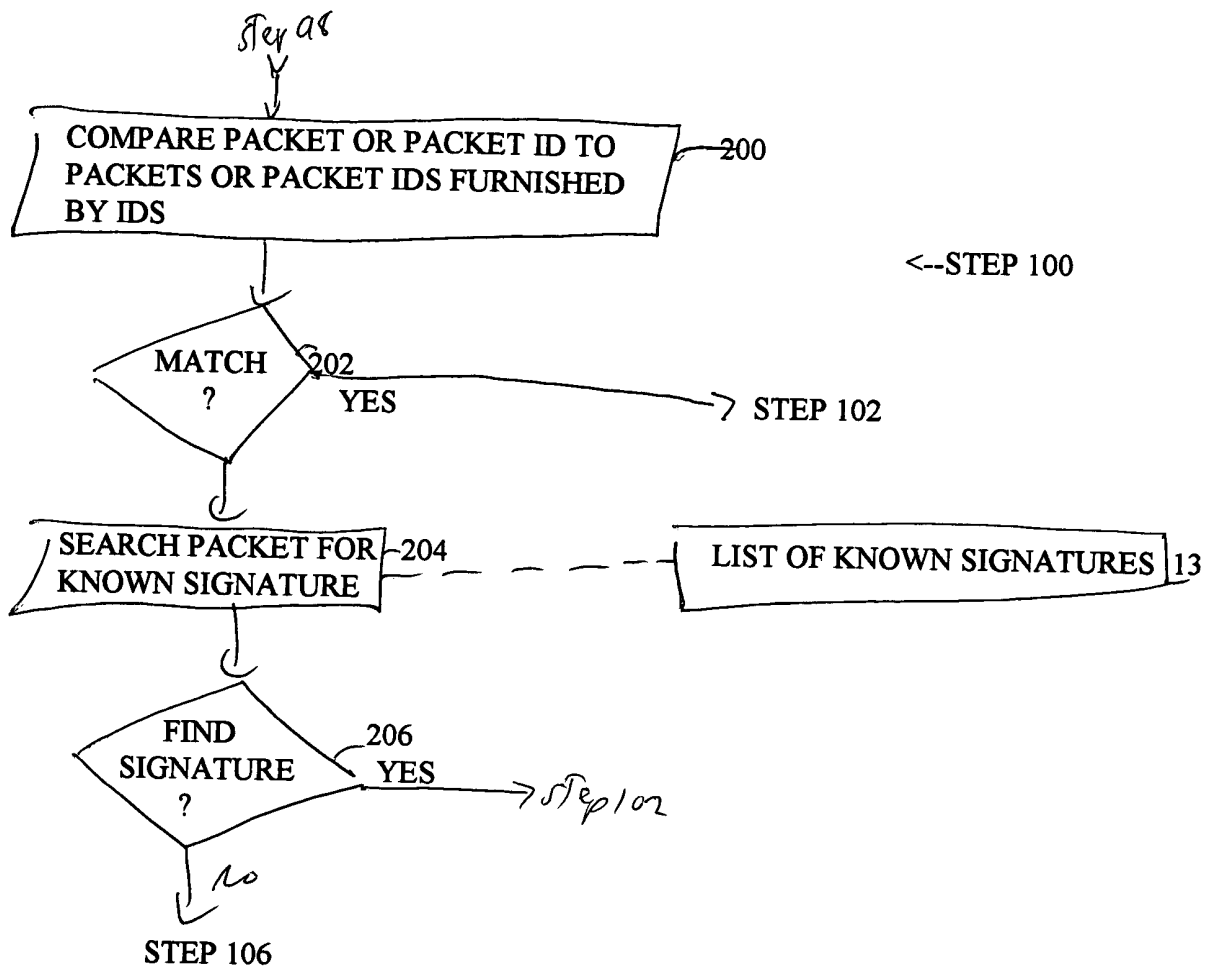 step 98
COMPARE PACKET OR PACKET ID TO
PACKETS OR PACKET IDS FURNISHED
BY IDS
200
<--STEP 100
MATCH
?
202
YES
STEP 102
SEARCH PACKET FOR
KNOWN SIGNATURE
204
LIST OF KNOWN SIGNATURES
13
FIND
SIGNATURE
?
206
YES
step 102
no
STEP 106